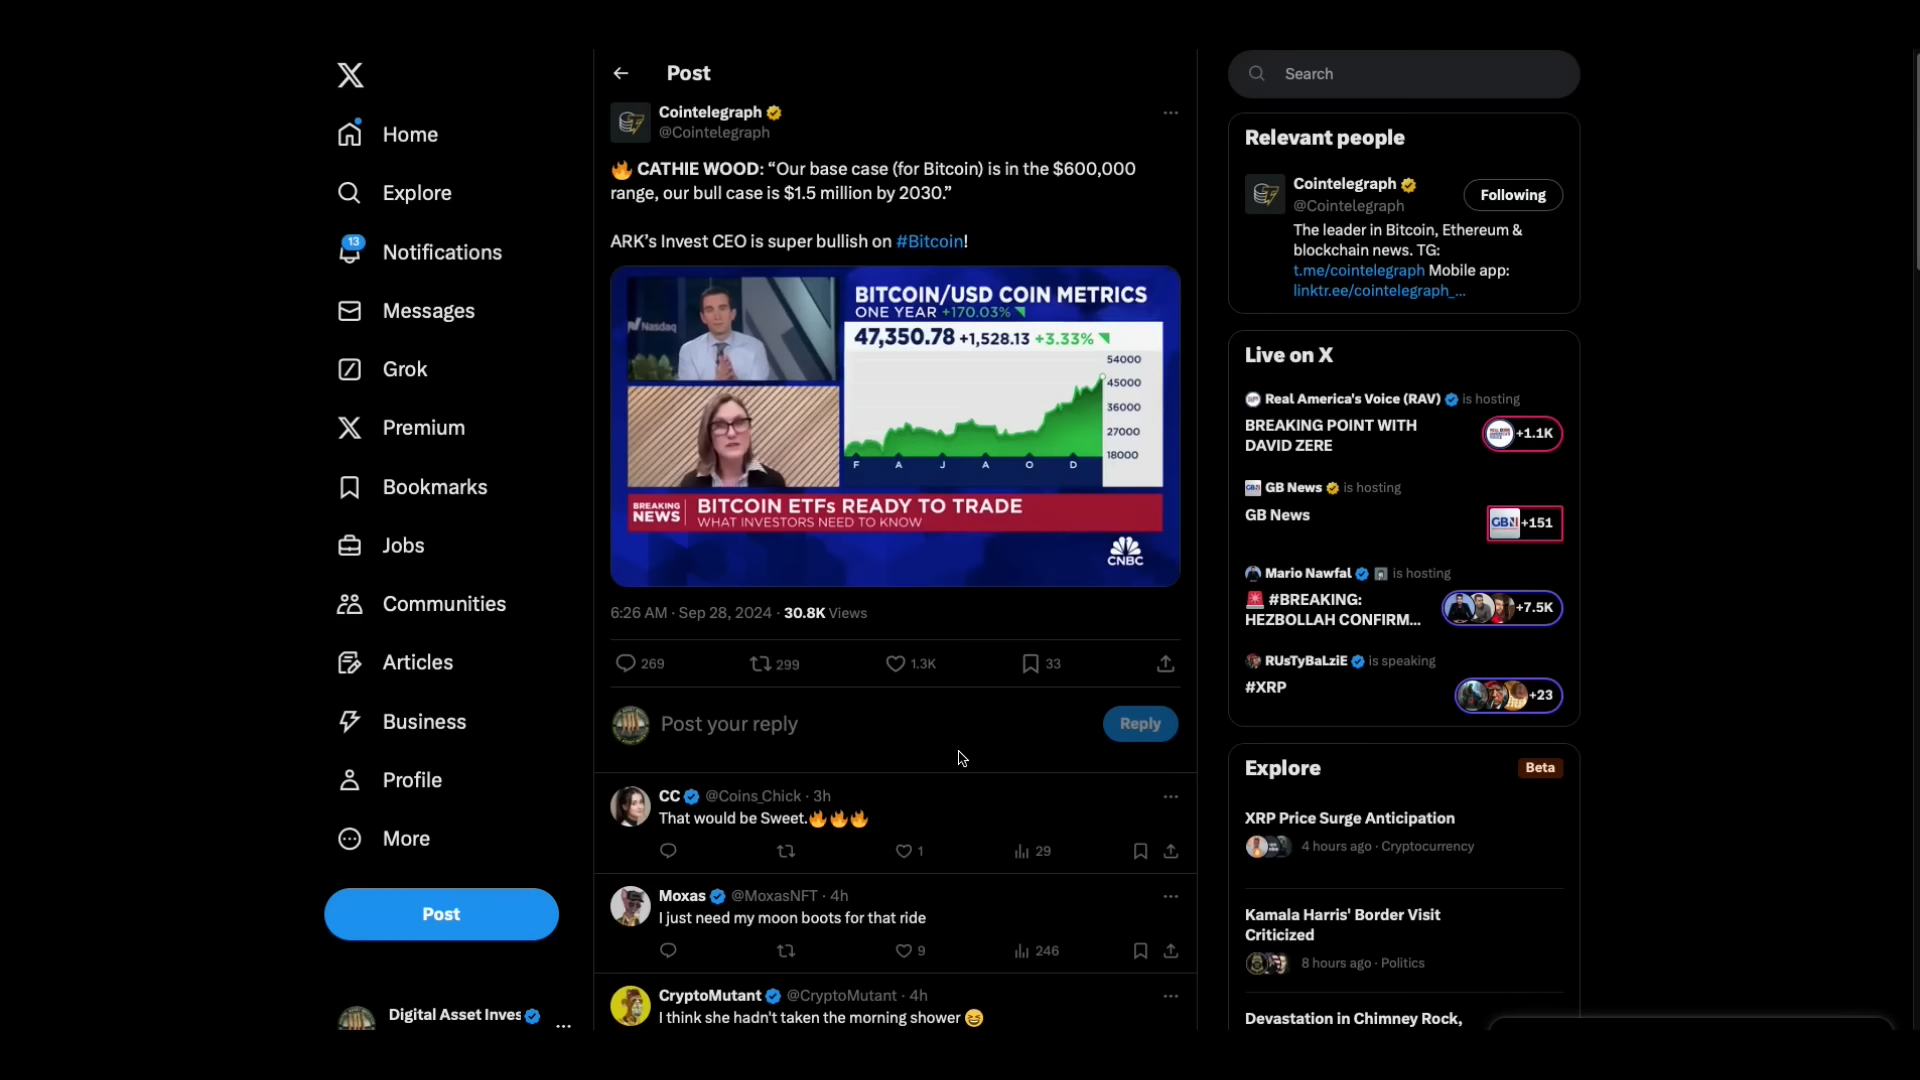 Home
Explore
13
Notifications
Messages
Grok
Premium
Bookmarks
Jobs
Communities
Articles
Business
Profile
More
Post
Digital Asset Inves
Post
Cointelegraph
@Cointelegraph
🔥 CATHIE WOOD: “Our base case (for Bitcoin) is in the $600,000
range, our bull case is $1.5 million by 2030.”
ARK’s Invest CEO is super bullish on #Bitcoin!
Nasdaq
BITCOIN/USD COIN METRICS
ONE YEAR +170.03%
47,350.78 +1,528.13 +3.33%
54000
45000
36000
27000
18000
F A J A O D
BREAKING NEWS
BITCOIN ETFs READY TO TRADE
WHAT INVESTORS NEED TO KNOW
CNBC
6:26 AM · Sep 28, 2024 · 30.8K Views
269 299 1.3K 33
Post your reply
Reply
CC @Coins_Chick · 3h
That would be Sweet.🔥🔥🔥
1 29
Moxas @MoxasNFT · 4h
I just need my moon boots for that ride
9 246
CryptoMutant @CryptoMutant · 4h
I think she hadn't taken the morning shower 😆
Search
Relevant people
Cointelegraph
@Cointelegraph
Following
The leader in Bitcoin, Ethereum &
blockchain news. TG:
t.me/cointelegraph Mobile app:
linktr.ee/cointelegraph_...
Live on X
Real America's Voice (RAV) is hosting
BREAKING POINT WITH
DAVID ZERE
+1.1K
GB News is hosting
GB News
GBN +151
Mario Nawfal is hosting
🚨 #BREAKING:
HEZBOLLAH CONFIRM...
+7.5K
RUsTyBaLziE is speaking
#XRP
+23
Explore
Beta
XRP Price Surge Anticipation
4 hours ago · Cryptocurrency
Kamala Harris' Border Visit
Criticized
8 hours ago · Politics
Devastation in Chimney Rock,